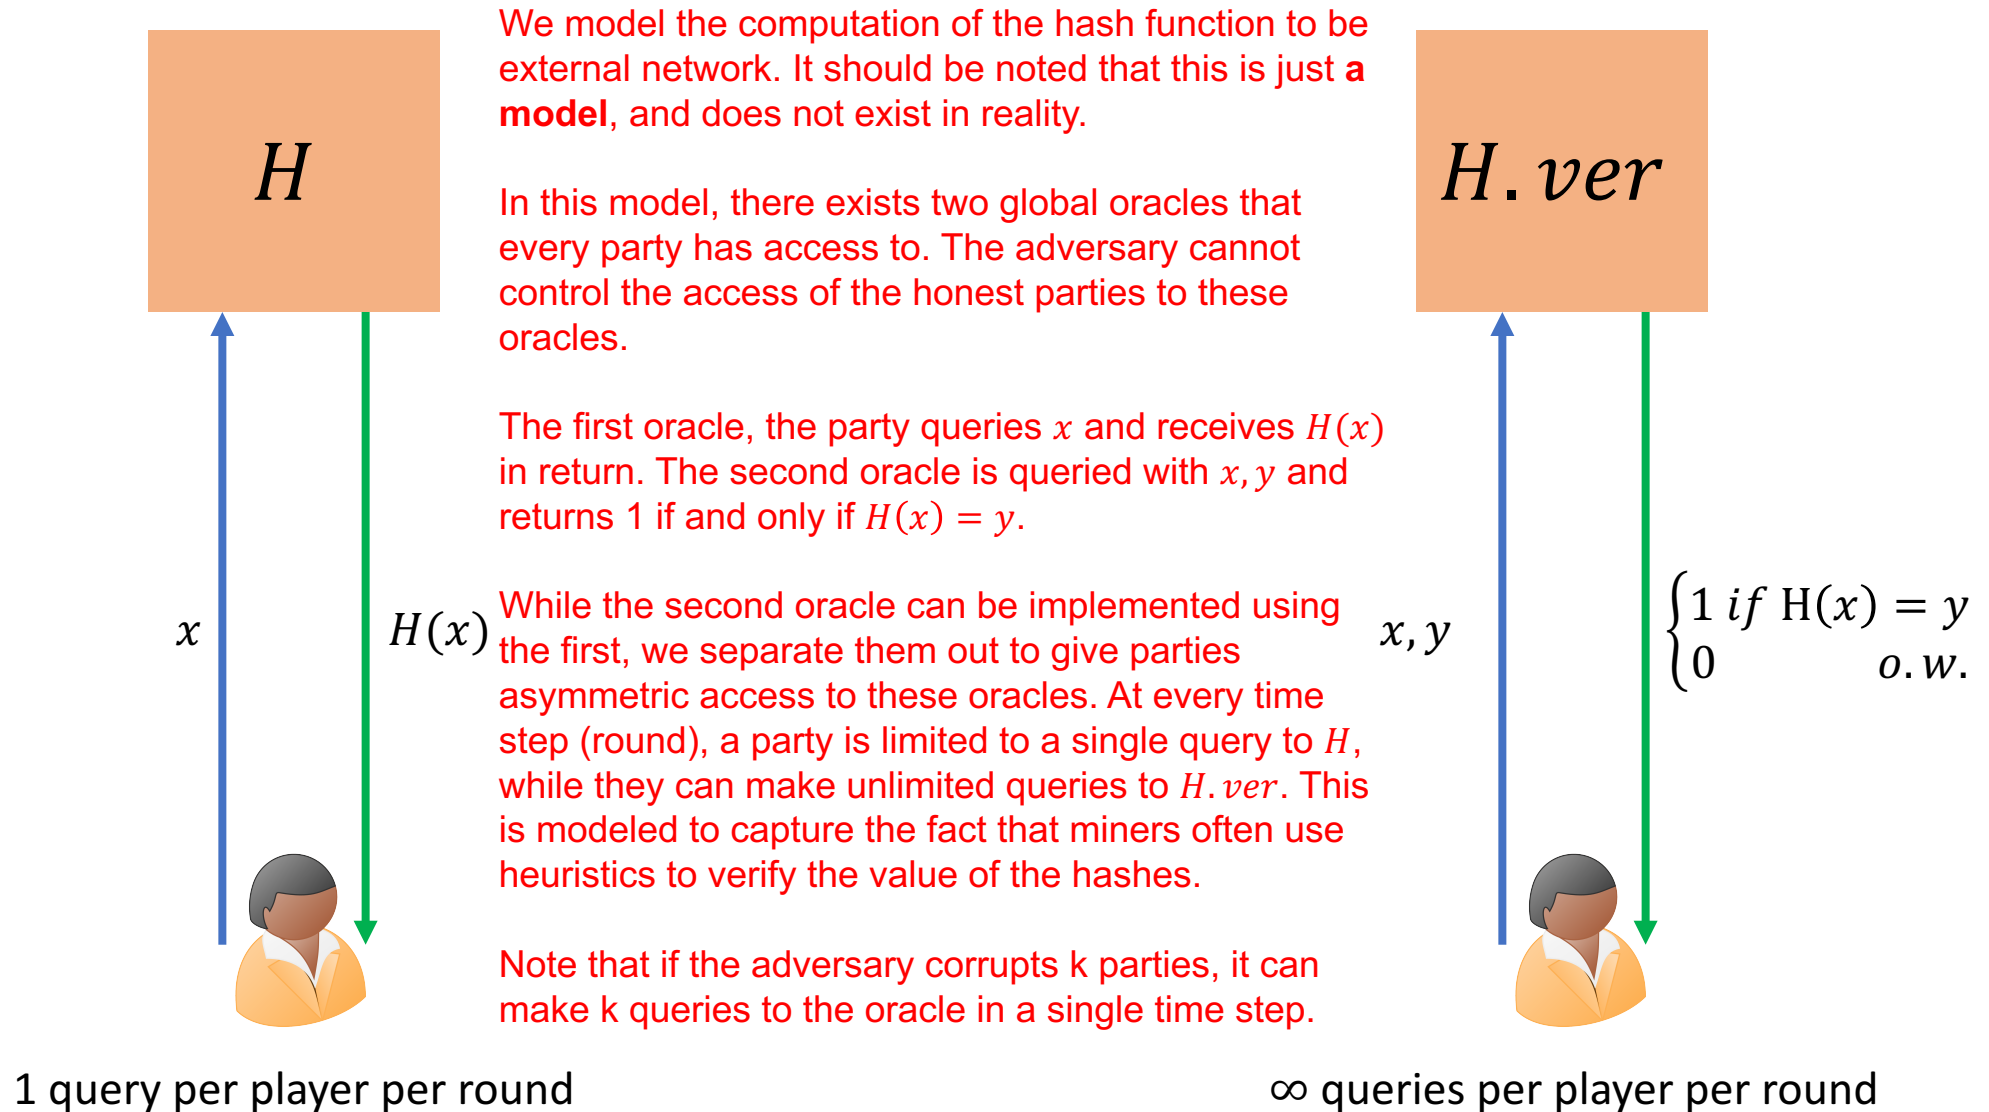 H
We model the computation of the hash function to be
external network. It should be noted that this is just a
model, and does not exist in reality.
In this model, there exists two global oracles that
every party has access to. The adversary cannot
control the access of the honest parties to these
oracles.
The first oracle, the party queries x and receives H(x)
in return. The second oracle is queried with x, y and
returns 1 if and only if H(x) = y.
While the second oracle can be implemented using
the first, we separate them out to give parties
asymmetric access to these oracles. At every time
step (round), a party is limited to a single query to H,
while they can make unlimited queries to H. ver. This
is modeled to capture the fact that miners often use
heuristics to verify the value of the hashes.
Note that if the adversary corrupts k parties, it can
make k queries to the oracle in a single time step.
H. ver
x
H(x)
x, y
{1 if H(x) = y
0 o. w.
1 query per player per round
∞ queries per player per round